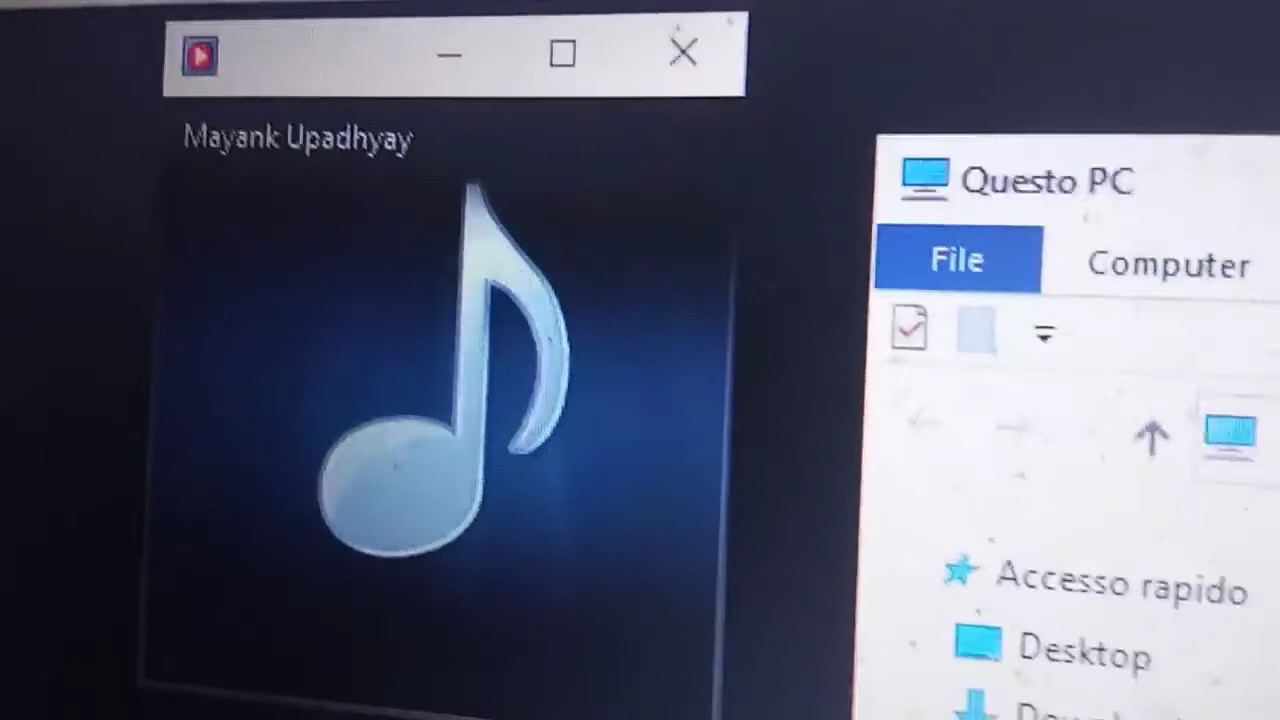 Mayank Upadhyay
Questo PC
File
Computer
Accesso rapido
Desktop